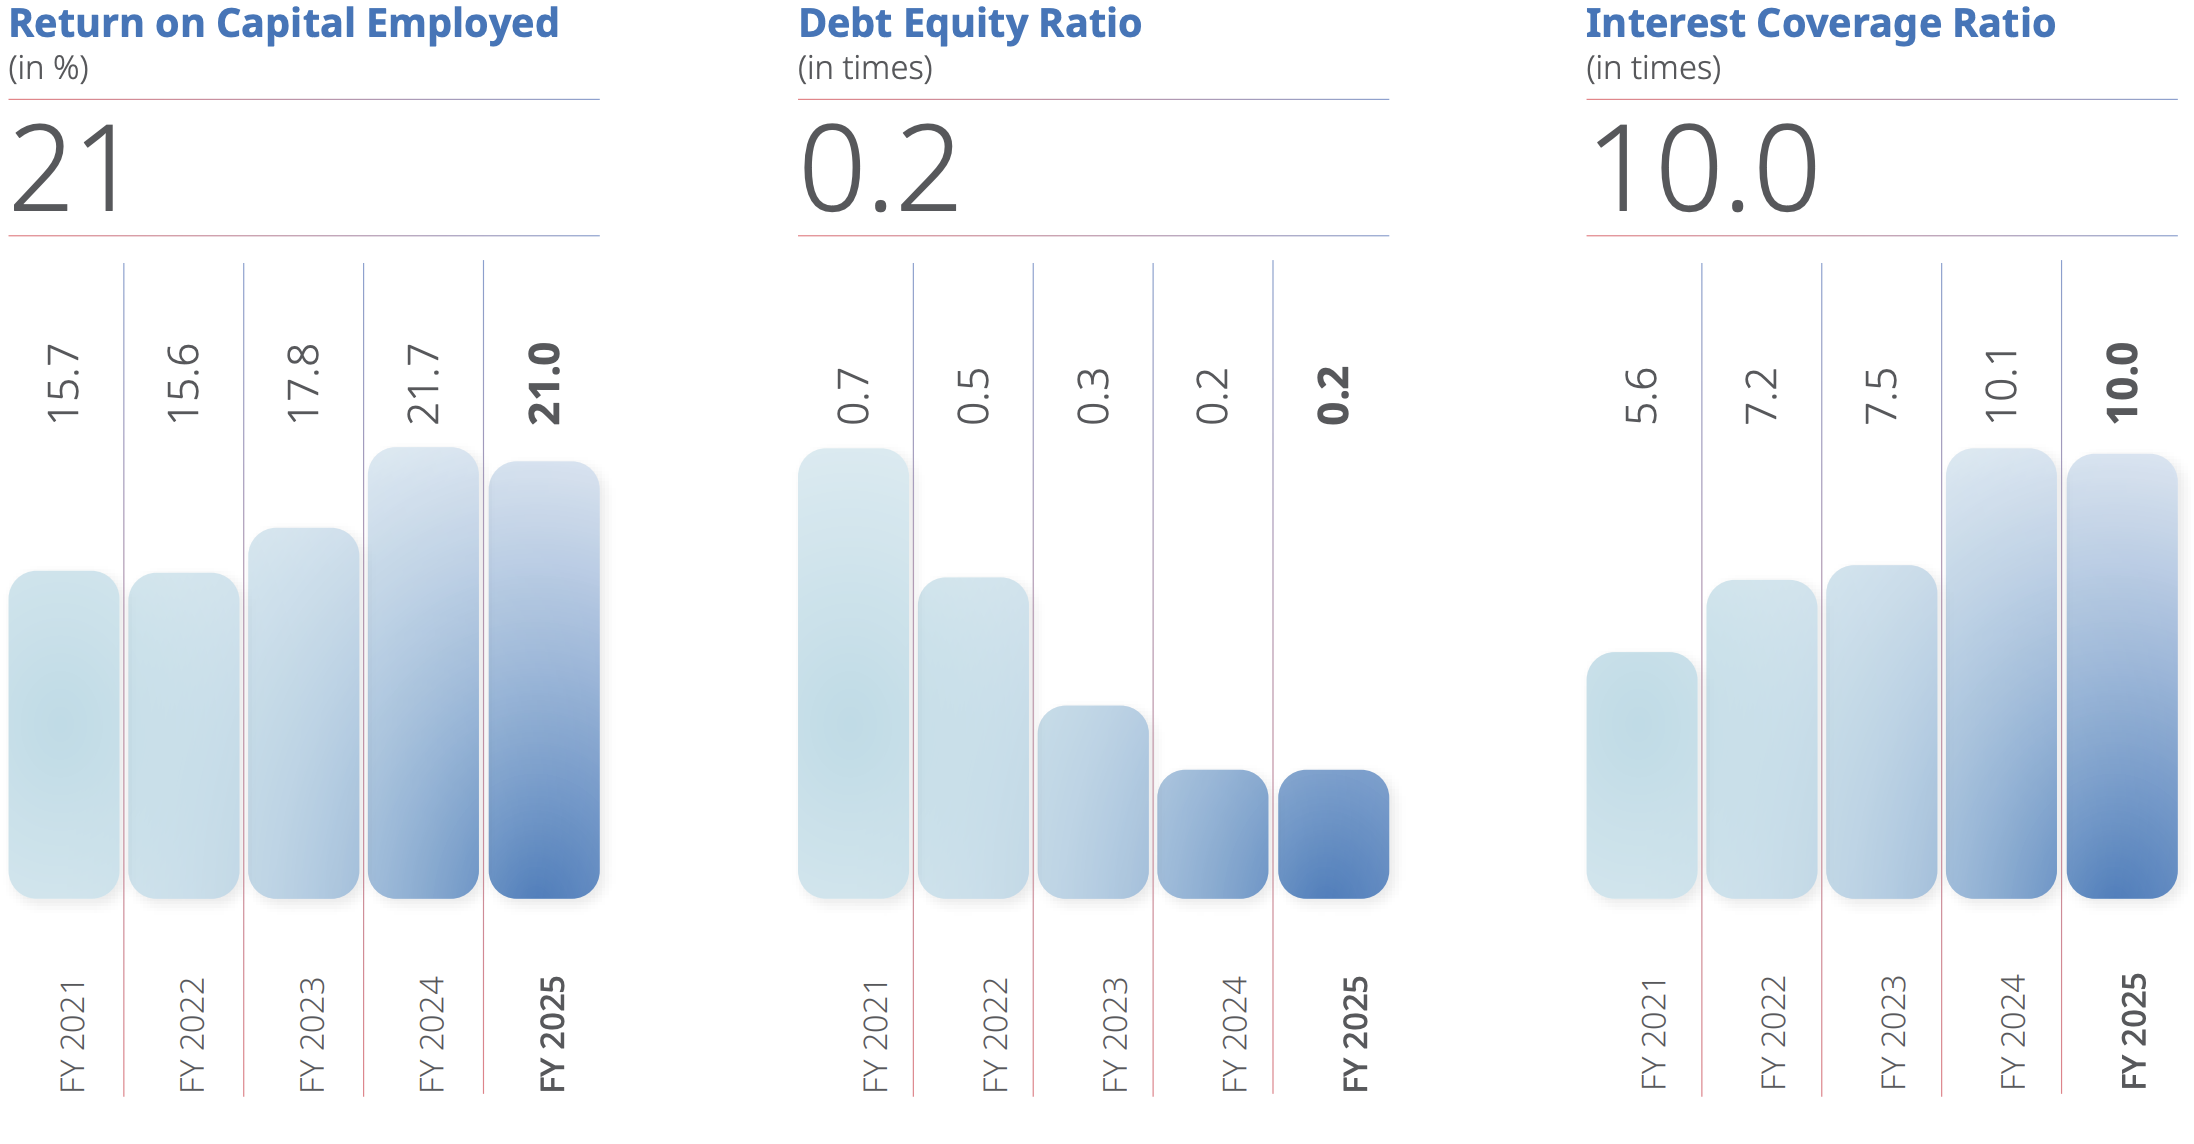 Return on Capital Employed
(in %)
21
15.7
15.6
17.8
21.7
21.0
FY 2021
FY 2022
FY 2023
FY 2024
FY 2025
Debt Equity Ratio
(in times)
0.2
0.7
0.5
0.3
0.2
0.2
FY 2021
FY 2022
FY 2023
FY 2024
FY 2025
Interest Coverage Ratio
(in times)
10.0
5.6
7.2
7.5
10.1
10.0
FY 2021
FY 2022
FY 2023
FY 2024
FY 2025